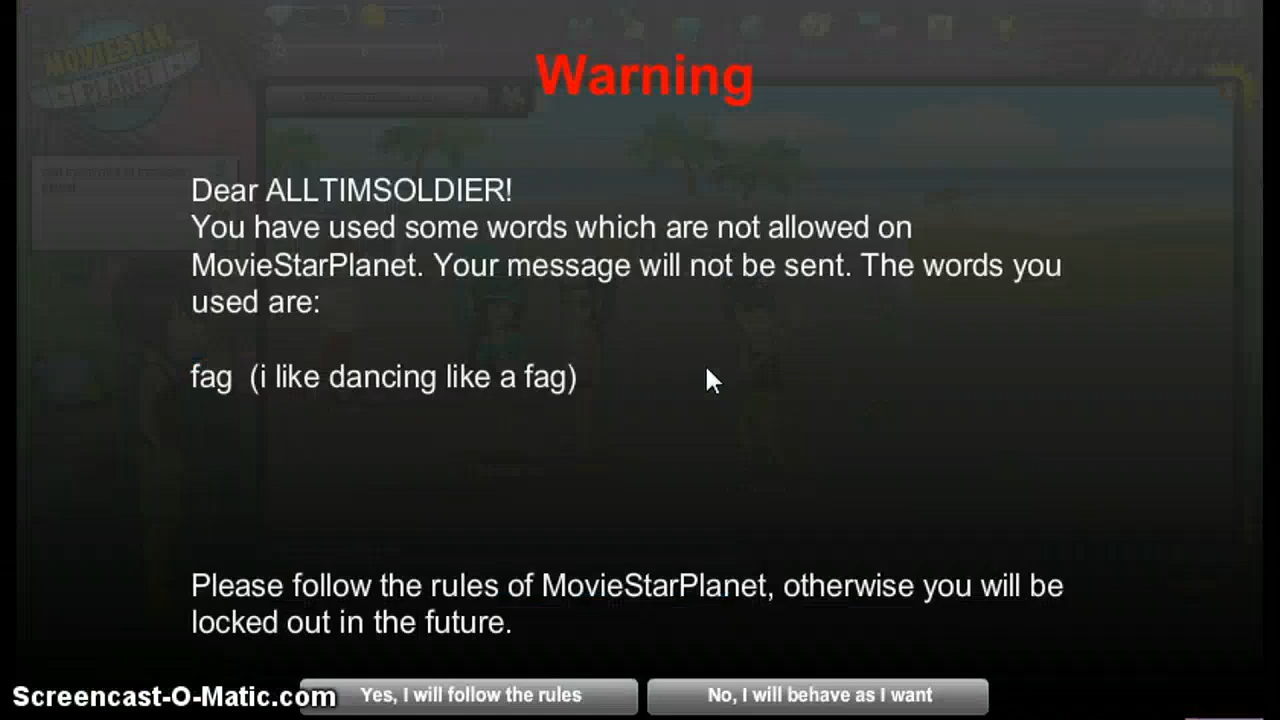 MOVIESTAR
PLANET
Warning
Dear ALLTIMSOLDIER!
You have used some words which are not allowed on
MovieStarPlanet. Your message will not be sent. The words you
used are:
fag (i like dancing like a fag)
Please follow the rules of MovieStarPlanet, otherwise you will be
locked out in the future.
Screencast-O-Matic.com
Yes, I will follow the rules
No, I will behave as I want